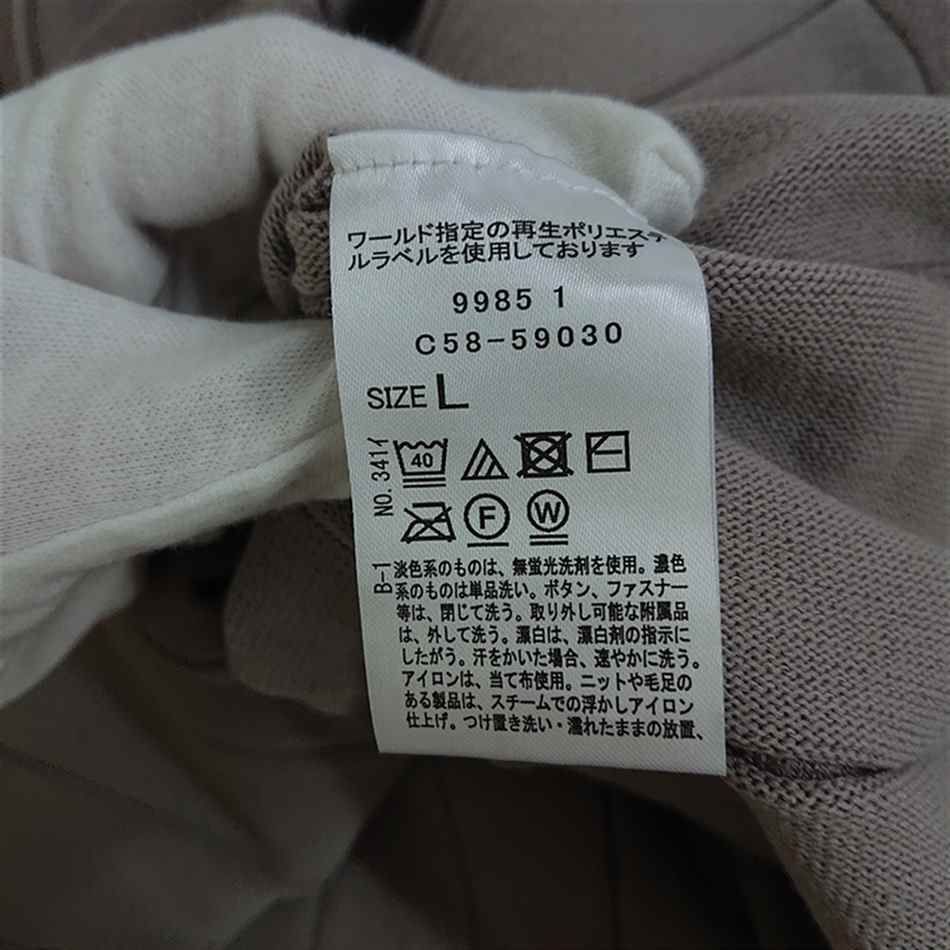 ワールド指定の再生ポリエステ
ルラベルを使用しております
9985 1
C58-59030
SIZE L
NO.341イ
40
F
W
B-1
淡色系のものは、無蛍光洗剤を使用。濃色
系のものは単品洗い。ボタン、ファスナー
等は、閉じて洗う。取り外し可能な附属品
は、外して洗う。漂白は、漂白剤の指示に
したがう。汗をかいた場合、速やかに洗う。
アイロンは、当て布使用。ニットや毛足の
ある製品は、スチームでの浮かしアイロン
仕上げ。つけ置き洗い・濡れたままの放置、